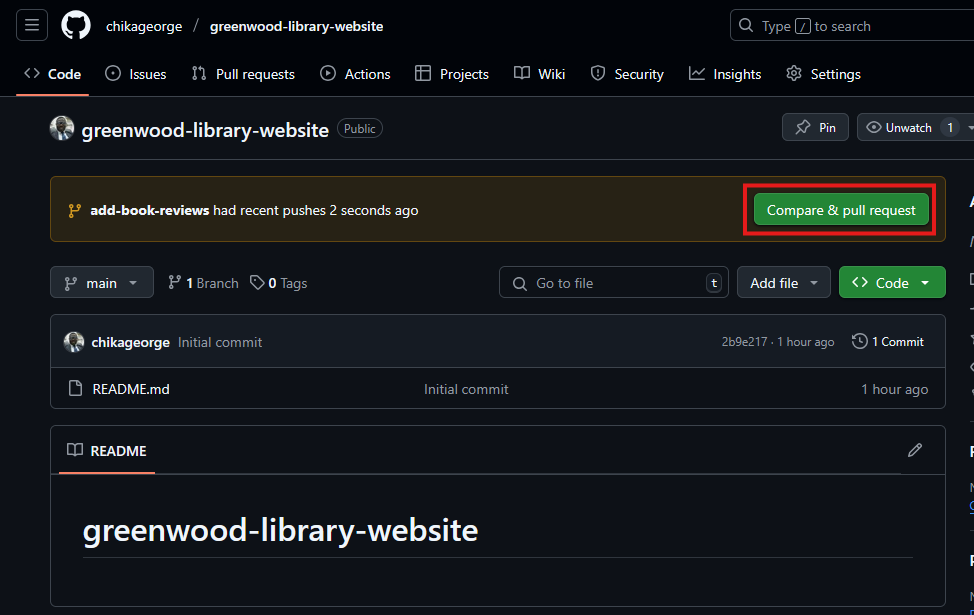 chikageorge / greenwood-library-website
Type / to search
Code Issues Pull requests Actions Projects Wiki Security Insights Settings
greenwood-library-website Public
Pin Unwatch 1
add-book-reviews had recent pushes 2 seconds ago
Compare & pull request
main 1 Branch 0 Tags Go to file t Add file Code
chikageorge Initial commit 2b9e217 · 1 hour ago 1 Commit
README.md Initial commit 1 hour ago
README
greenwood-library-website